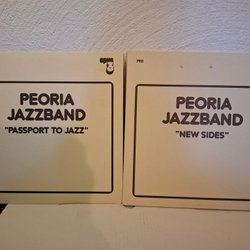 PEORIA
JAZZBAND
"PASSPORT TO JAZZ"
PEORIA
JAZZBAND
"NEW SIDES"